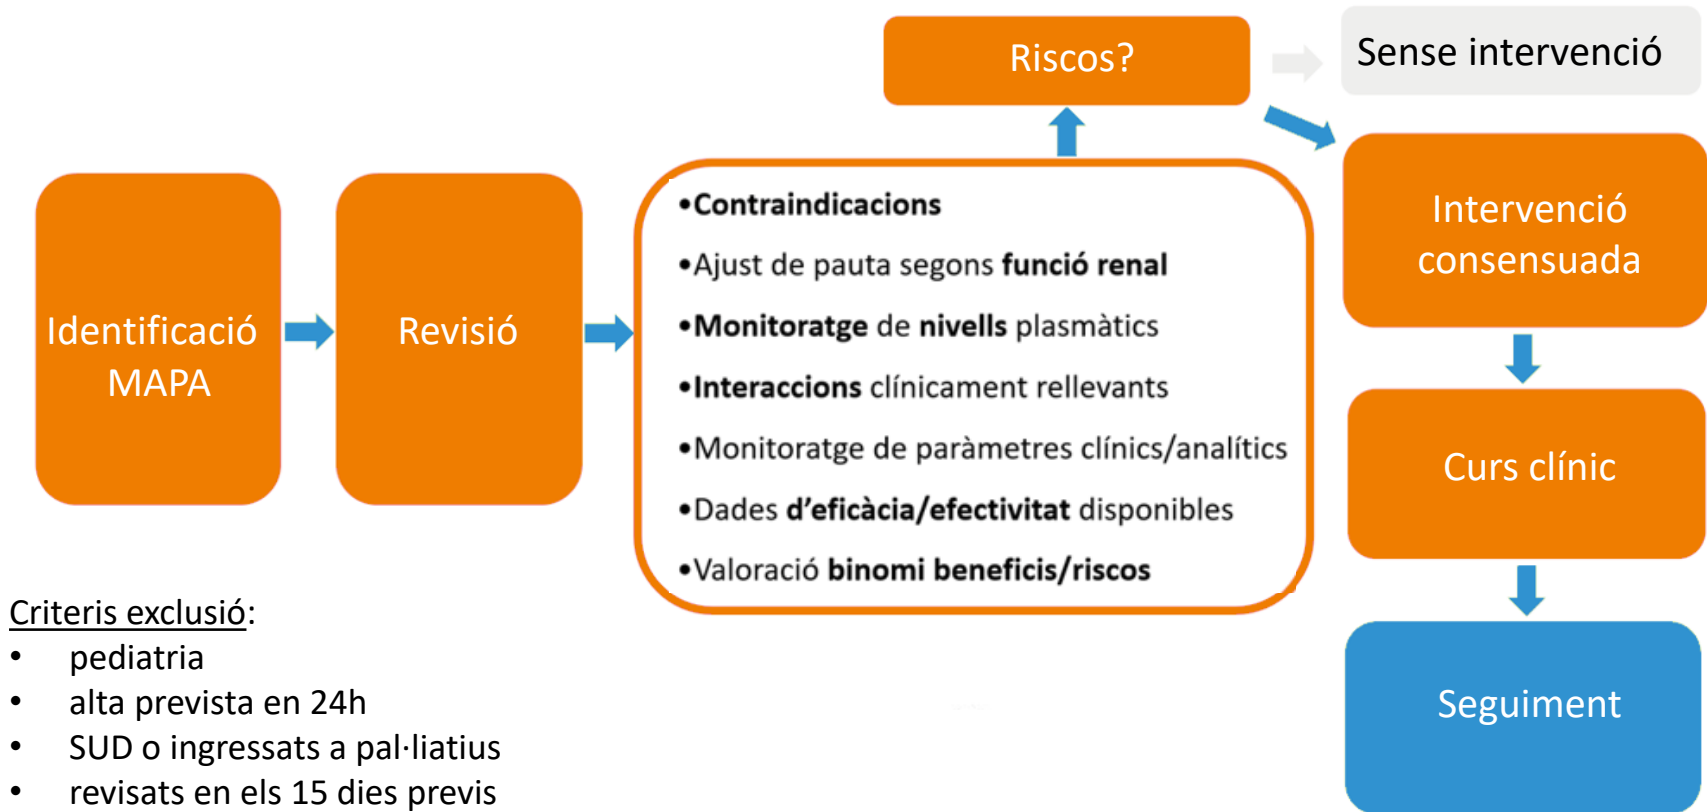 Riscos?
Sense intervenció
Identificació
MAPA
Revisió
•Contraindicacions
•Ajust de pauta segons funció renal
•Monitoratge de nivells plasmàtics
•Interaccions clínicament rellevants
•Monitoratge de paràmetres clínics/analítics
•Dades d'eficàcia/efectivitat disponibles
•Valoració binomi beneficis/riscos
Intervenció
consensuada
Curs clínic
Seguiment
Criteris exclusió:
• pediatria
• alta prevista en 24h
• SUD o ingressats a pal·liatius
• revisats en els 15 dies previs